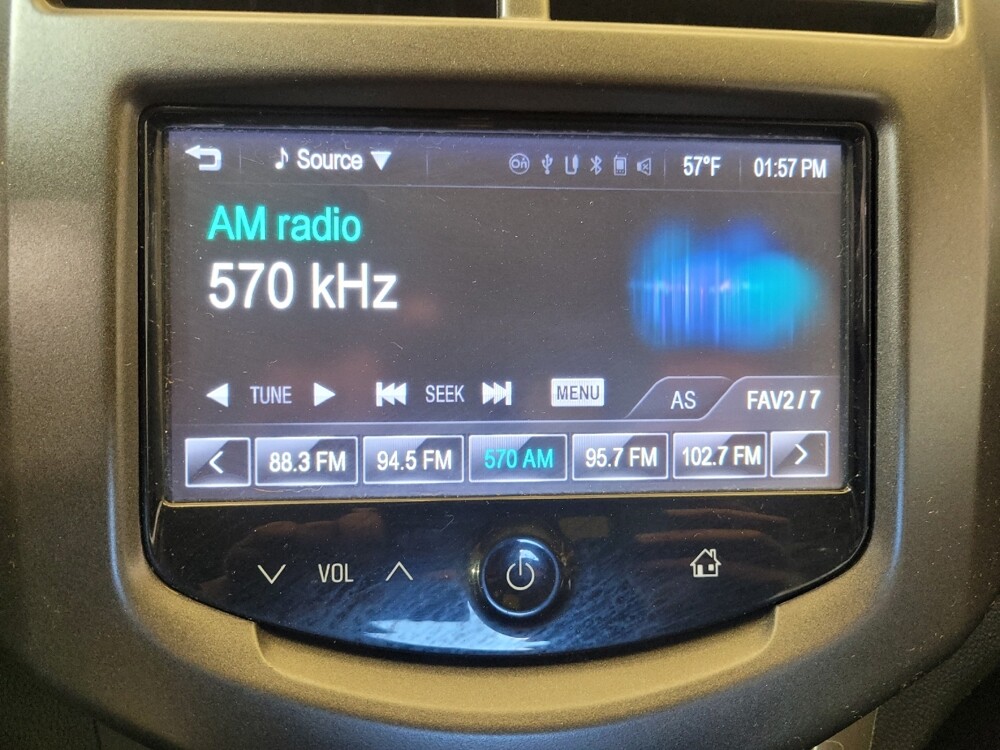 Source 57°F 01:57 PM
AM radio
570 kHz
TUNE SEEK MENU AS FAV2 / 7
88.3 FM 94.5 FM 570 AM 95.7 FM 102.7 FM
VOL